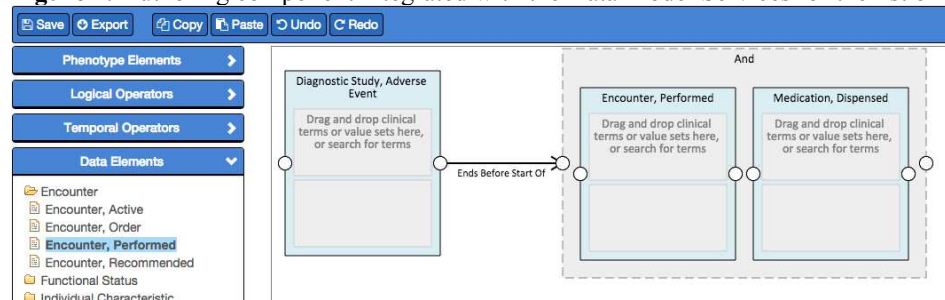 Save Export Copy Paste Undo Redo
Phenotype Elements
Logical Operators
Temporal Operators
Data Elements
Encounter
Encounter, Active
Encounter, Order
Encounter, Performed
Encounter, Recommended
Functional Status
Individual Characteristic
Diagnostic Study, Adverse
Event
Drag and drop clinical
terms or value sets here,
or search for terms
Ends Before Start Of
And
Encounter, Performed
Drag and drop clinical
terms or value sets here,
or search for terms
Medication, Dispensed
Drag and drop clinical
terms or value sets here,
or search for terms